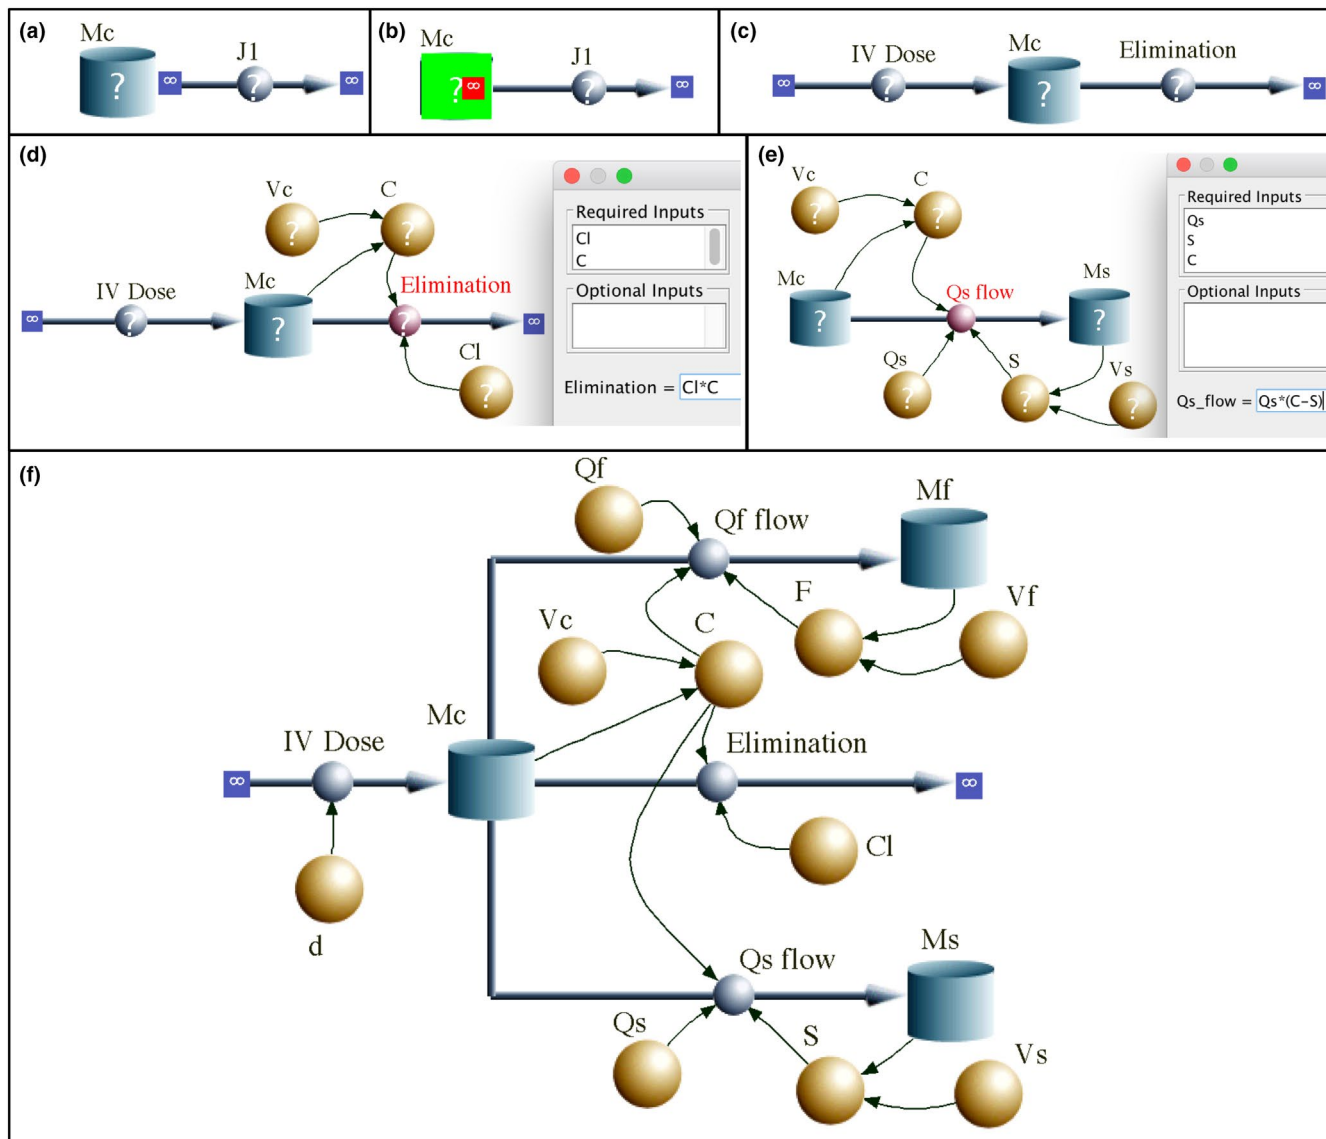 (a)
Mc
J1
?
∞
?
∞
(b)
Mc
J1
?
∞
?
∞
(c)
IV Dose
Mc
Elimination
∞
?
?
?
∞
(d)
Vc
C
?
?
IV Dose
Mc
Elimination
∞
?
?
?
∞
Cl
?
Required Inputs
Cl
C
Optional Inputs
Elimination = Cl*C
(e)
Vc
C
?
?
Mc
Qs flow
Ms
?
?
Qs
S
Vs
?
?
?
Required Inputs
Qs
S
C
Optional Inputs
Qs_flow = Qs*(C-S)
(f)
Qf
Qf flow
Mf
F
Vf
Vc
C
Mc
IV Dose
Elimination
∞
∞
Cl
d
Qs flow
Ms
Qs
S
Vs